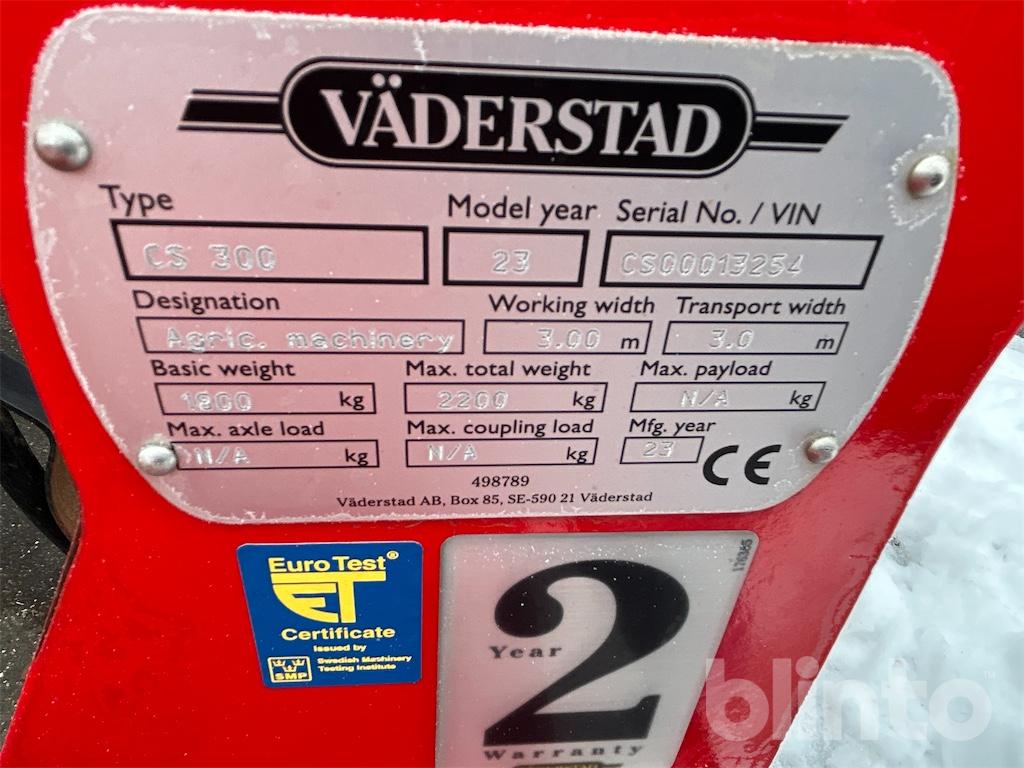 VÄDERSTAD
Type
CS 300
Model year
23
Serial No. / VIN
CS00013254
Designation
Agric. machinery
Working width
3.00 m
Transport width
3.0 m
Basic weight
1800 kg
Max. total weight
2200 kg
Max. payload
N/A kg
Max. axle load
N/A kg
Max. coupling load
N/A kg
Mfg. year
23
CE
498789
Väderstad AB, Box 85, SE-590 21 Väderstad
Euro Test®
ET
Certificate
Issued by
Swedish Machinery
Testing Institute
SMP
176385
2
Year
Warranty
VÄDERSTAD
blinto™